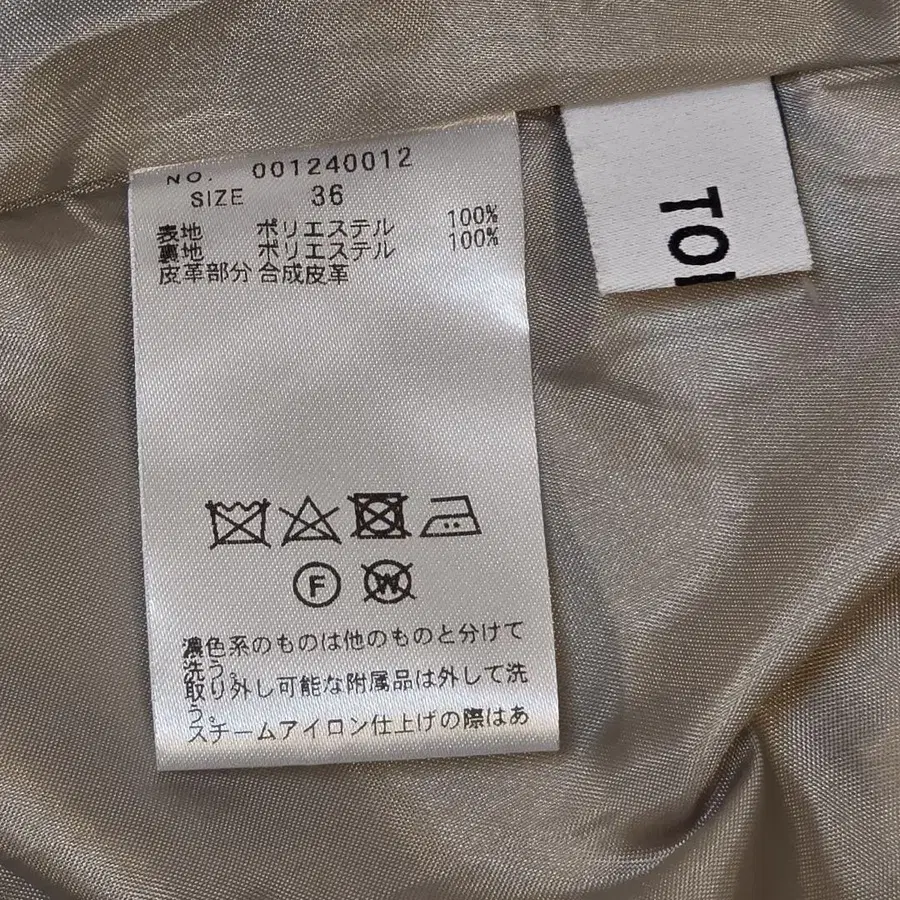 NO. 001240012
SIZE 36
表地 ポリエステル 100%
裏地 ポリエステル 100%
皮革部分 合成皮革
F W
濃色系のものは他のものと分けて
洗う。
取り外し可能な附属品は外して洗
う。
スチームアイロン仕上げの際はあ
TO